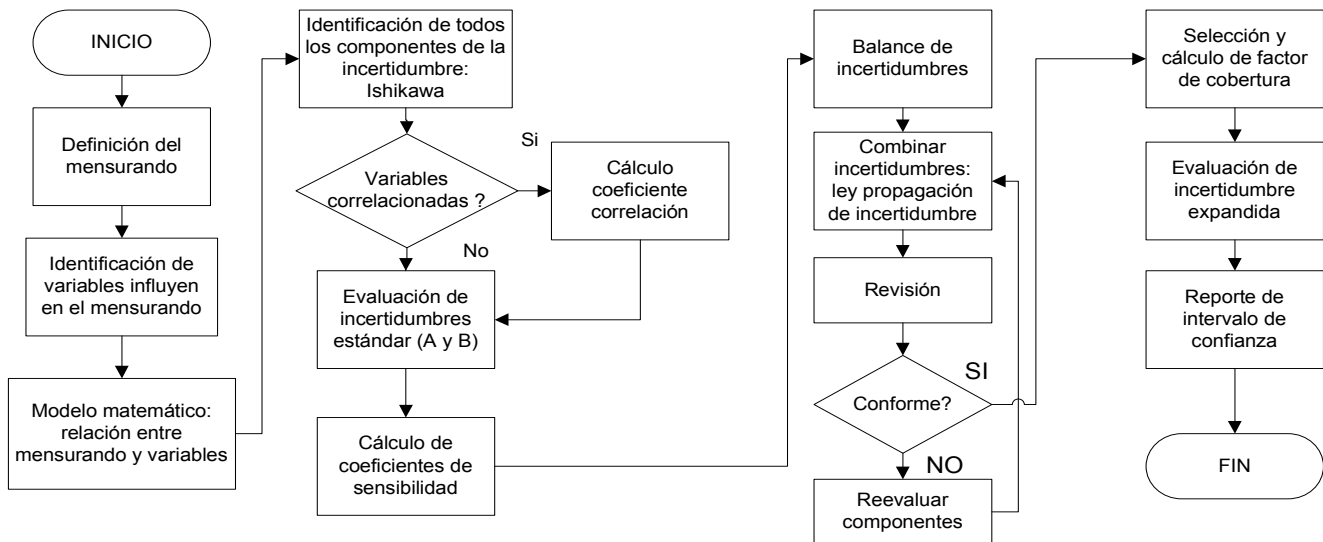 INICIO
Definición del
mensurando
Identificación de
variables influyen
en el mensurando
Modelo matemático:
relación entre
mensurando y variables
Identificación de todos
los componentes de la
incertidumbre:
Ishikawa
Variables
correlacionadas ?
Si
Cálculo
coeficiente
correlación
No
Evaluación de
incertidumbres
estándar (A y B)
Cálculo de
coeficientes de
sensibilidad
Balance de
incertidumbres
Combinar
incertidumbres:
ley propagación
de incertidumbre
Revisión
Conforme?
SI
NO
Reevaluar
componentes
Selección y
cálculo de factor
de cobertura
Evaluación de
incertidumbre
expandida
Reporte de
intervalo de
confianza
FIN